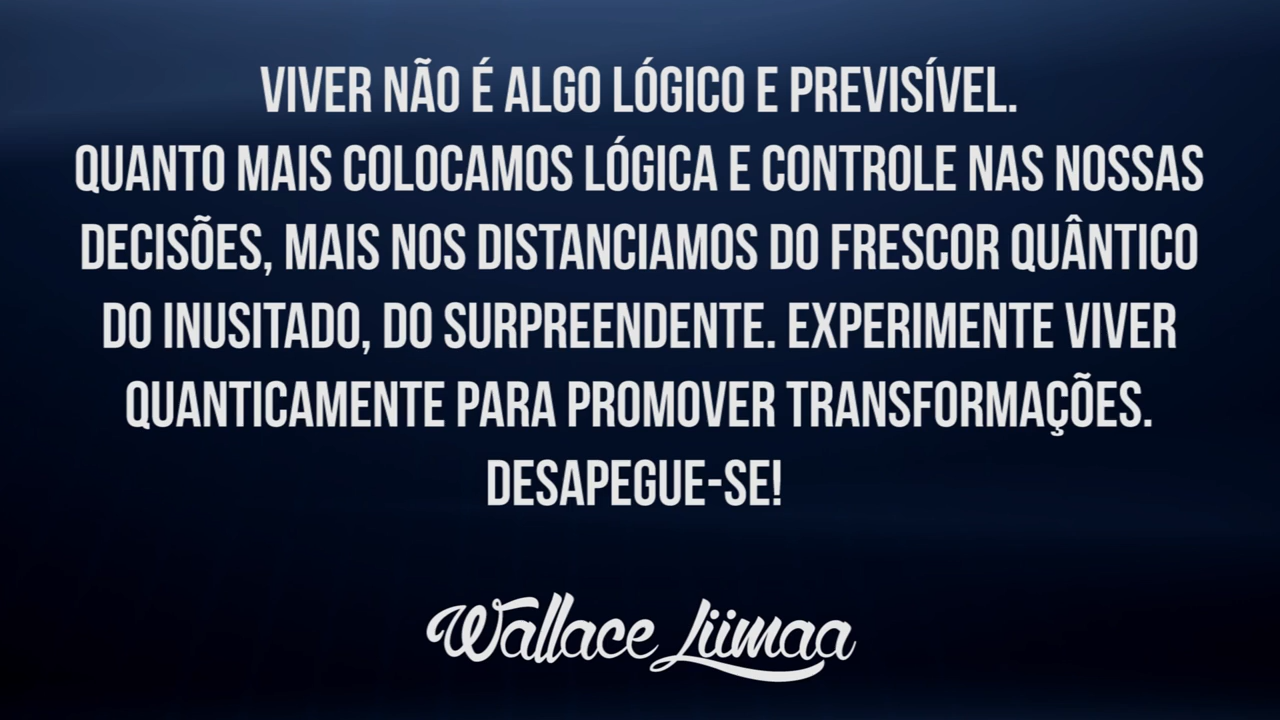 VIVER NÃO É ALGO LÓGICO E PREVISÍVEL.
QUANTO MAIS COLOCAMOS LÓGICA E CONTROLE NAS NOSSAS
DECISÕES, MAIS NOS DISTANCIAMOS DO FRESCOR QUÂNTICO
DO INUSITADO, DO SURPREENDENTE. EXPERIMENTE VIVER
QUANTICAMENTE PARA PROMOVER TRANSFORMAÇÕES.
DESAPEGUE-SE!
Wallace Liimaa